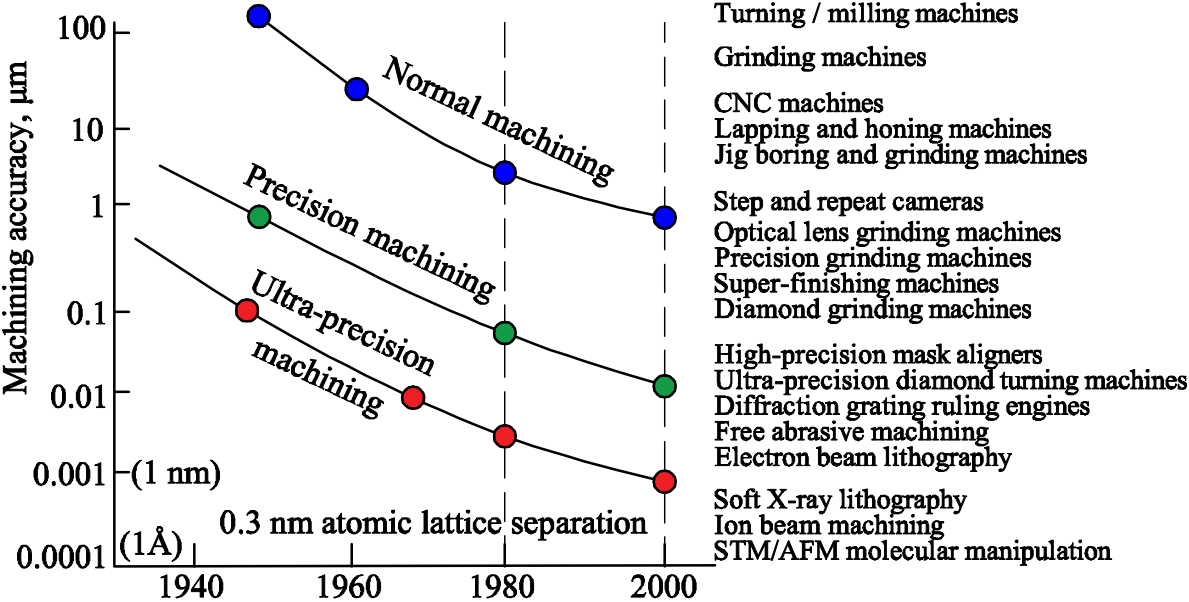 Machining accuracy, μm
100
10
1
0.1
0.01
0.001
(1 nm)
0.0001
(1Å)
1940
1960
1980
2000
Normal machining
Precision machining
Ultra-precision
machining
0.3 nm atomic lattice separation
Turning / milling machines
Grinding machines
CNC machines
Lapping and honing machines
Jig boring and grinding machines
Step and repeat cameras
Optical lens grinding machines
Precision grinding machines
Super-finishing machines
Diamond grinding machines
High-precision mask aligners
Ultra-precision diamond turning machines
Diffraction grating ruling engines
Free abrasive machining
Electron beam lithography
Soft X-ray lithography
Ion beam machining
STM/AFM molecular manipulation